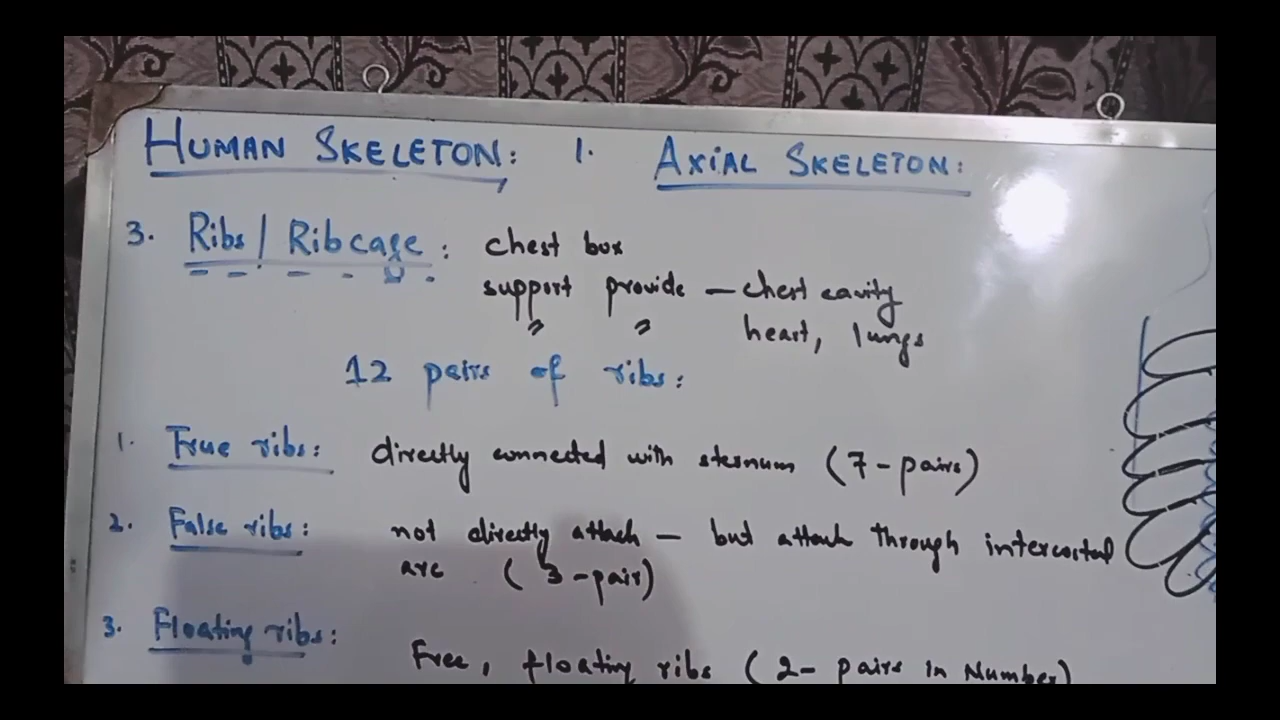 HUMAN SKELETON: 1. AXIAL SKELETON:
3. Ribs / Ribcage: chest box
support provide — chest cavity
" " heart, lungs
12 pairs of ribs:
1. True ribs: directly connected with sternum (7-pairs)
2. False ribs: not directly attach — but attach through intercostal
arc (3-pair)
3. Floating ribs:
Free, floating ribs (2- pairs in Number)